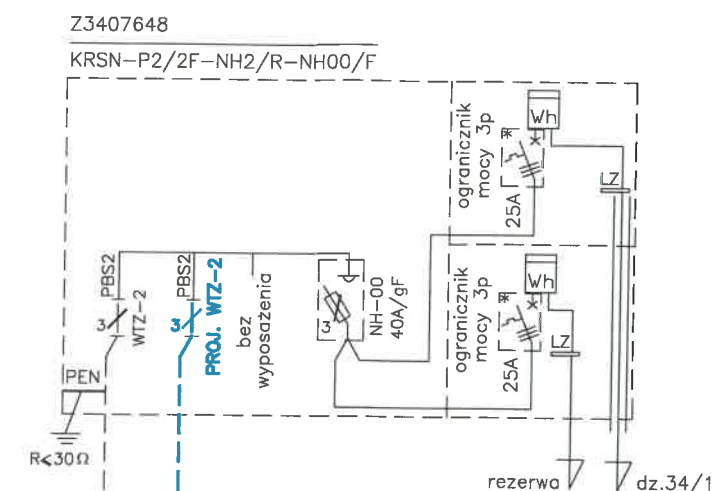 Z3407648
KRSN-P2/2F-NH2/R-NH00/F
ogranicznik
mocy 3p
*
25A
Wh
LZ
PBS2
3
WTZ-2
PBS2
3
PROJ. WTZ-2
bez
wyposażenia
3
NH-00
40A/gF
ogranicznik
mocy 3p
*
25A
Wh
LZ
PEN
R⩽30Ω
rezerwa
dz.34/1